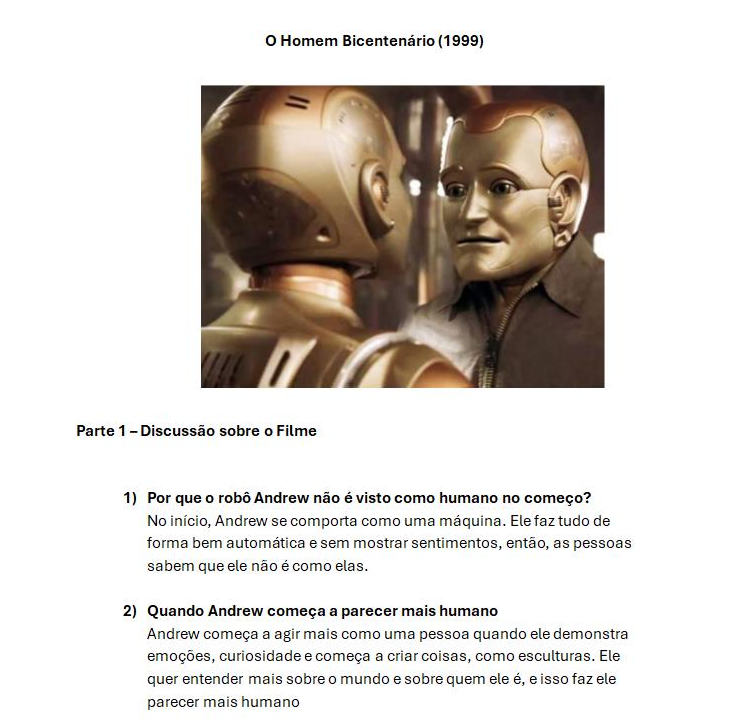 O Homem Bicentenário (1999)
Parte 1 – Discussão sobre o Filme
1) Por que o robô Andrew não é visto como humano no começo?
No início, Andrew se comporta como uma máquina. Ele faz tudo de
forma bem automática e sem mostrar sentimentos, então, as pessoas
sabem que ele não é como elas.
2) Quando Andrew começa a parecer mais humano
Andrew começa a agir mais como uma pessoa quando ele demonstra
emoções, curiosidade e começa a criar coisas, como esculturas. Ele
quer entender mais sobre o mundo e sobre quem ele é, e isso faz ele
parecer mais humano